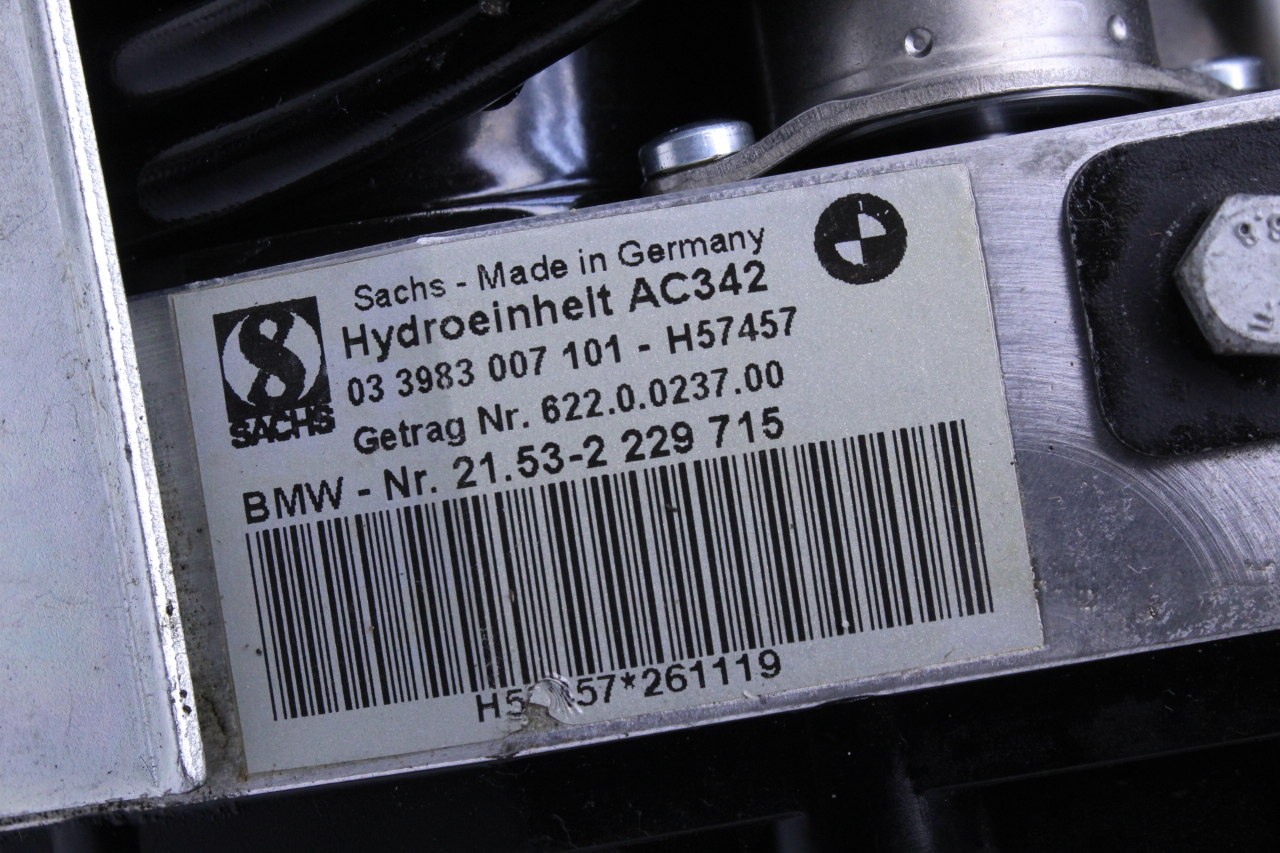 Sachs - Made in Germany
Hydroeinheit AC342
03 3983 007 101 - H57457
SACHS
Getrag Nr. 622.0.0237.00
BMW - Nr. 21.53-2 229 715